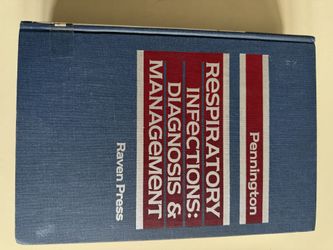 Pennington
RESPIRATORY
INFECTIONS:
DIAGNOSIS &
MANAGEMENT
Raven Press